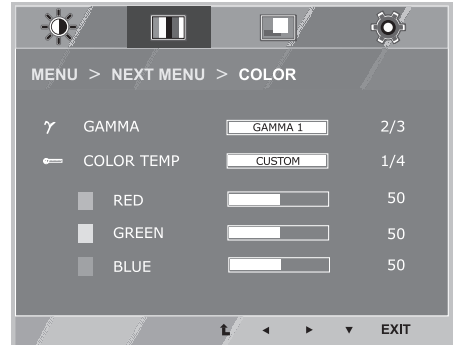 MENU > NEXT MENU > COLOR
γ GAMMA GAMMA 1 2/3
COLOR TEMP CUSTOM 1/4
RED 50
GREEN 50
BLUE 50
EXIT